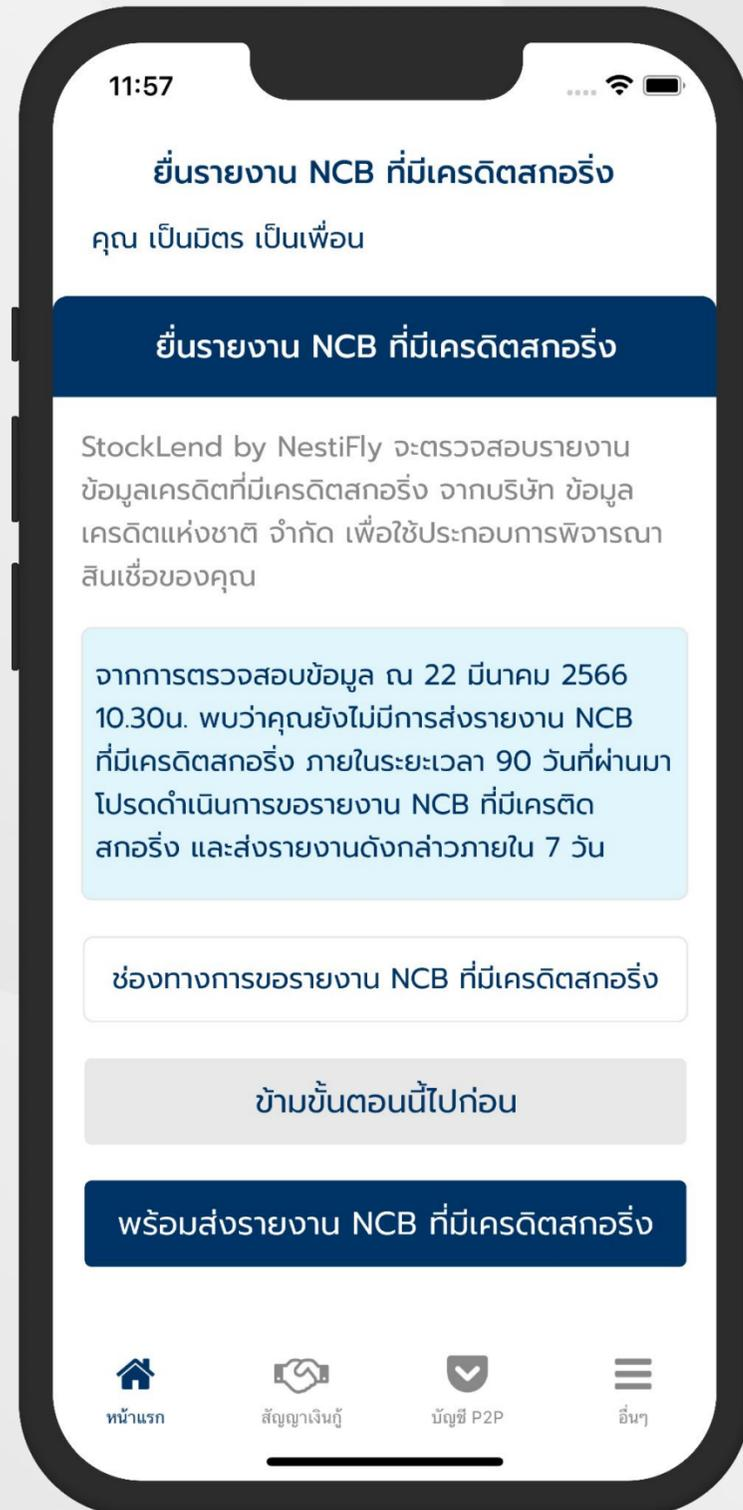 11:57
ยื่นรายงาน NCB ที่มีเครดิตสกอริ่ง
คุณ เป็นมิตร เป็นเพื่อน
ยื่นรายงาน NCB ที่มีเครดิตสกอริ่ง
StockLend by NestiFly จะตรวจสอบรายงาน
ข้อมูลเครดิตที่มีเครดิตสกอริ่ง จากบริษัท ข้อมูล
เครดิตแห่งชาติ จำกัด เพื่อใช้ประกอบการพิจารณา
สินเชื่อของคุณ
จากการตรวจสอบข้อมูล ณ 22 มีนาคม 2566
10.30น. พบว่าคุณยังไม่มีการส่งรายงาน NCB
ที่มีเครดิตสกอริ่ง ภายในระยะเวลา 90 วันที่ผ่านมา
โปรดดำเนินการขอรายงาน NCB ที่มีเครติด
สกอริ่ง และส่งรายงานดังกล่าวภายใน 7 วัน
ช่องทางการขอรายงาน NCB ที่มีเครดิตสกอริ่ง
ข้ามขั้นตอนนี้ไปก่อน
พร้อมส่งรายงาน NCB ที่มีเครดิตสกอริ่ง
หน้าแรก สัญญาเงินกู้ บัญชี P2P อื่นๆ